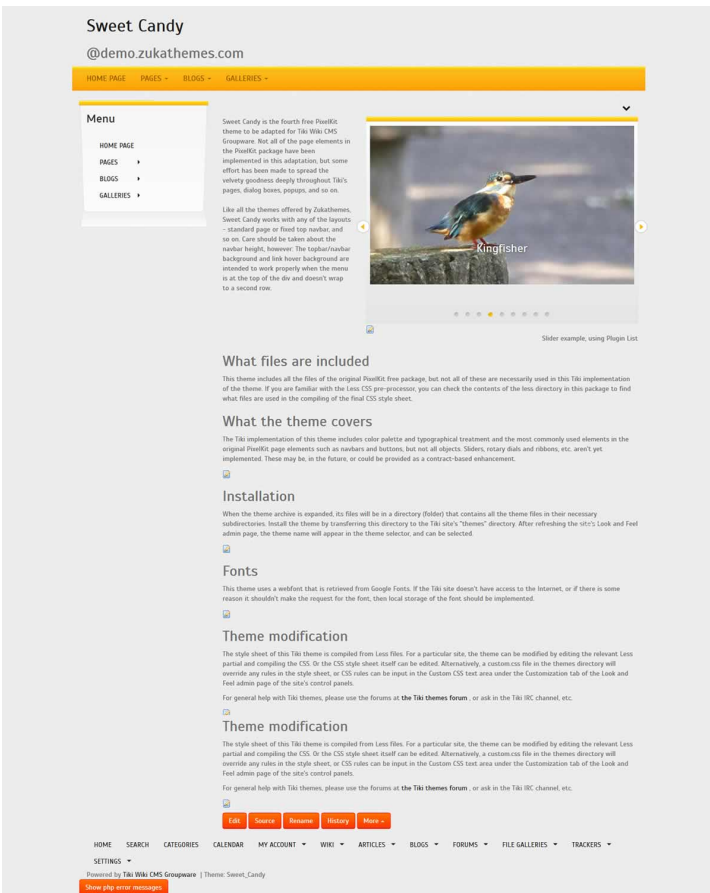 Sweet Candy
@demo.zukathemes.com
HOME PAGE PAGES BLOGS GALLERIES
Menu
HOME PAGE
PAGES
BLOGS
GALLERIES
Sweet Candy is the fourth free PixelKit
theme to be adapted for Tiki Wiki CMS
Groupware. Not all of the page elements in
the PixelKit package have been
implemented in this adaptation, but some
effort has been made to spread the
velvety goodness deeply throughout Tiki's
pages, dialog boxes, popups, and so on.
Like all the themes offered by Zukathemes,
Sweet Candy works with any of the layouts
- standard page or fixed top navbar, and
so on. Care should be taken about the
navbar height, however: The topbar/navbar
background and link hover background are
intended to work properly when the menu
is at the top of the div and doesn't wrap
to a second row.
Kingfisher
Slider example, using Plugin List
What files are included
This theme includes all the files of the original PixelKit free package, but not all of these are necessarily used in this Tiki implementation
of the theme. If you are familiar with the Less CSS pre-processor, you can check the contents of the less directory in this package to find
what files are used in the compiling of the final CSS style sheet.
What the theme covers
The Tiki implementation of this theme includes color palette and typographical treatment and the most commonly used elements in the
original PixelKit page elements such as navbars and buttons, but not all objects. Sliders, rotary dials and ribbons, etc. aren't yet
implemented. These may be, in the future, or could be provided as a contract-based enhancement.
Installation
When the theme archive is expanded, its files will be in a directory (folder) that contains all the theme files in their necessary
subdirectories. Install the theme by transferring this directory to the Tiki site's "themes" directory. After refreshing the site's Look and Feel
admin page, the theme name will appear in the theme selector, and can be selected.
Fonts
This theme uses a webfont that is retrieved from Google Fonts. If the Tiki site doesn't have access to the Internet, or if there is some
reason it shouldn't make the request for the font, then local storage of the font should be implemented.
Theme modification
The style sheet of this Tiki theme is compiled from Less files. For a particular site, the theme can be modified by editing the relevant Less
partial and compiling the CSS. Or the CSS style sheet itself can be edited. Alternatively, a custom.css file in the themes directory will
override any rules in the style sheet, or CSS rules can be input in the Custom CSS text area under the Customization tab of the Look and
Feel admin page of the site's control panels.
For general help with Tiki themes, please use the forums at the Tiki themes forum , or ask in the Tiki IRC channel, etc.
Theme modification
The style sheet of this Tiki theme is compiled from Less files. For a particular site, the theme can be modified by editing the relevant Less
partial and compiling the CSS. Or the CSS style sheet itself can be edited. Alternatively, a custom.css file in the themes directory will
override any rules in the style sheet, or CSS rules can be input in the Custom CSS text area under the Customization tab of the Look and
Feel admin page of the site's control panels.
For general help with Tiki themes, please use the forums at the Tiki themes forum , or ask in the Tiki IRC channel, etc.
Edit Source Rename History More
HOME SEARCH CATEGORIES CALENDAR MY ACCOUNT WIKI ARTICLES BLOGS FORUMS FILE GALLERIES TRACKERS
SETTINGS
Powered by Tiki Wiki CMS Groupware | Theme: Sweet_Candy
Show php error messages